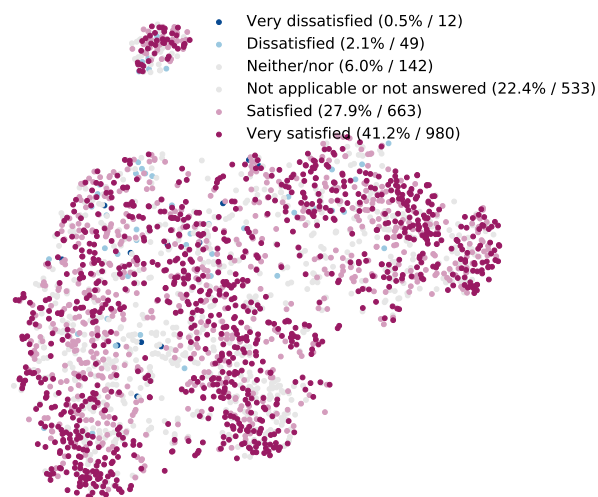 Very dissatisfied (0.5% / 12)
Dissatisfied (2.1% / 49)
Neither/nor (6.0% / 142)
Not applicable or not answered (22.4% / 533)
Satisfied (27.9% / 663)
Very satisfied (41.2% / 980)